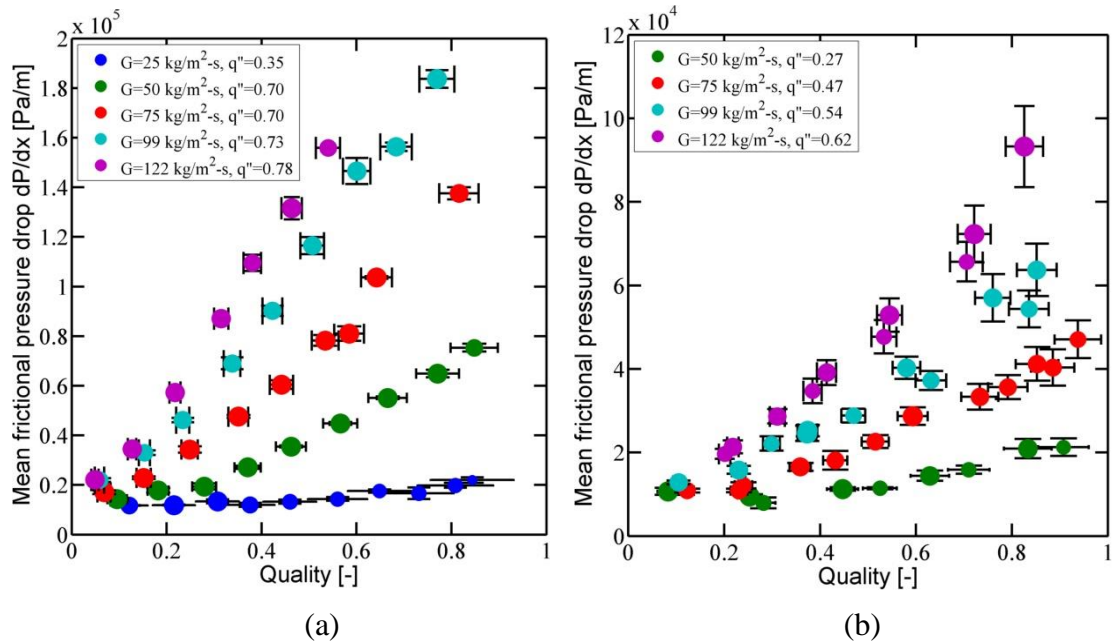 x 10⁵
2
1.8
1.6
1.4
1.2
1
0.8
0.6
0.4
0.2
0
Mean frictional pressure drop dP/dx [Pa/m]
G=25 kg/m²-s, q"=0.35
G=50 kg/m²-s, q"=0.70
G=75 kg/m²-s, q"=0.70
G=99 kg/m²-s, q"=0.73
G=122 kg/m²-s, q"=0.78
0 0.2 0.4 0.6 0.8 1
Quality [-]
(a)
x 10⁴
12
10
8
6
4
2
0
Mean frictional pressure drop dP/dx [Pa/m]
G=50 kg/m²-s, q"=0.27
G=75 kg/m²-s, q"=0.47
G=99 kg/m²-s, q"=0.54
G=122 kg/m²-s, q"=0.62
0 0.2 0.4 0.6 0.8 1
Quality [-]
(b)